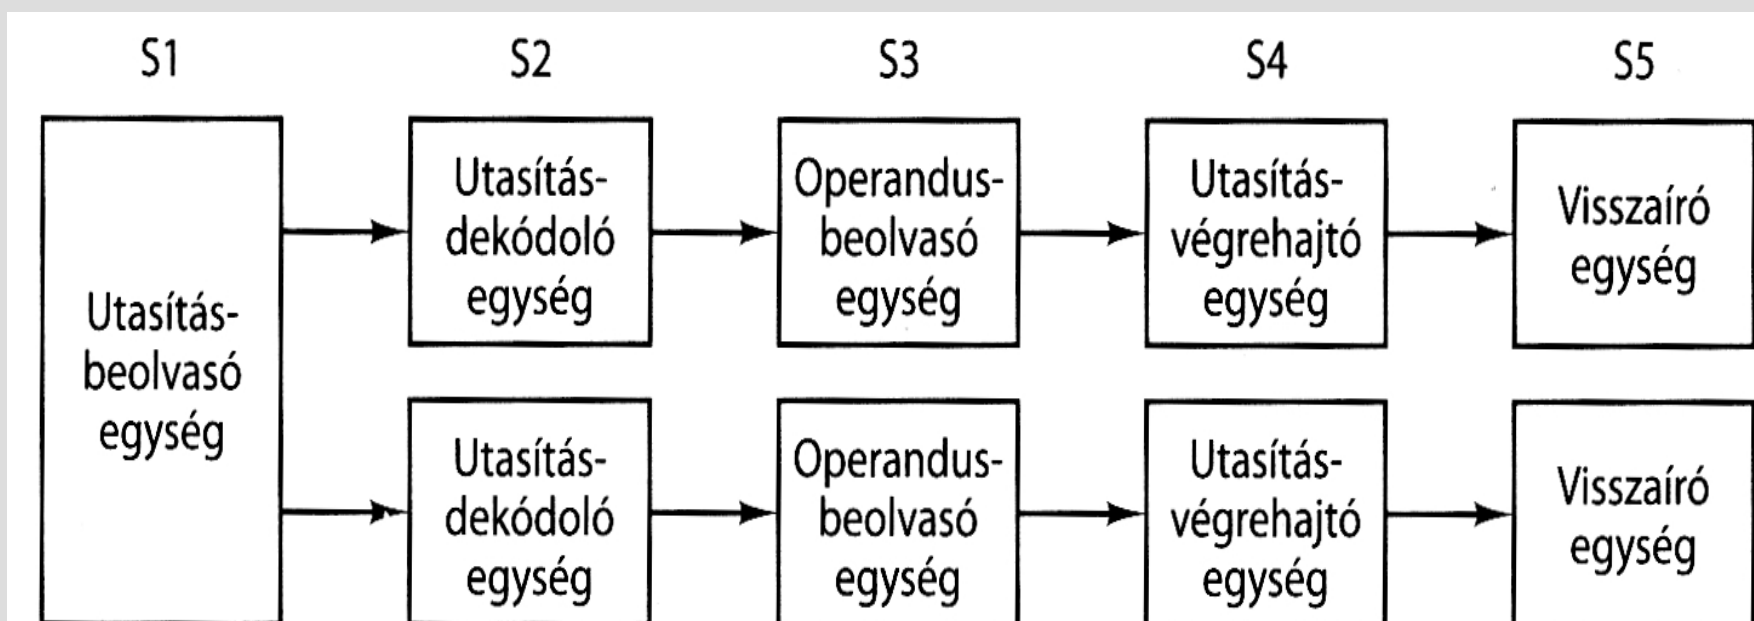 S1
S2
S3
S4
S5
Utasítás-
beolvasó
egység
Utasítás-
dekódoló
egység
Operandus-
beolvasó
egység
Utasítás-
végrehajtó
egység
Visszaíró
egység
Utasítás-
dekódoló
egység
Operandus-
beolvasó
egység
Utasítás-
végrehajtó
egység
Visszaíró
egység